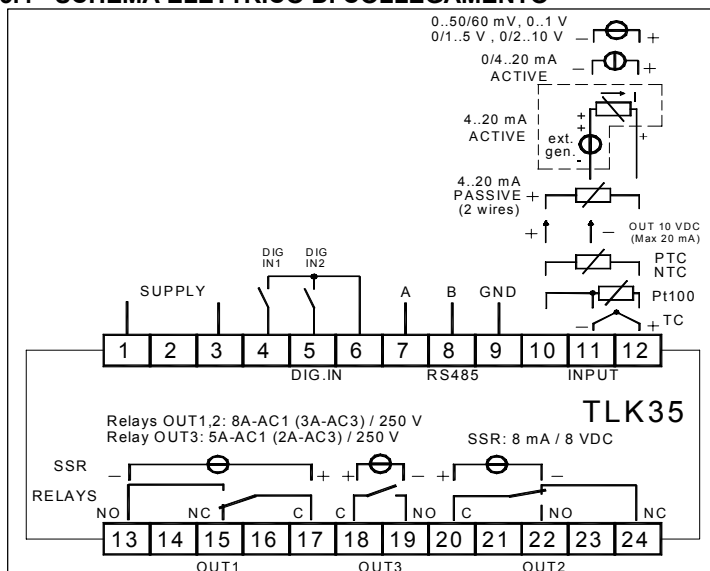 SCHEMA ELETTRICO DI COLLEGAMENTO
0..50/60 mV, 0..1 V
0/1..5 V , 0/2..10 V
− +
0/4..20 mA
ACTIVE
− +
4..20 mA
ACTIVE
I
+
+
ext.
gen.
-
+
4..20 mA
PASSIVE +
(2 wires)
−
+ −
OUT 10 VDC
(Max 20 mA)
PTC
NTC
Pt100
− + TC
DIG
IN1
DIG
IN2
SUPPLY
A B GND
1 2 3 4 5 6 7 8 9 10 11 12
DIG.IN RS485 INPUT
TLK35
Relays OUT1,2: 8A-AC1 (3A-AC3) / 250 V
Relay OUT3: 5A-AC1 (2A-AC3) / 250 V
SSR: 8 mA / 8 VDC
SSR − + + − + −
RELAYS
NO NC C C NO C NO NC
13 14 15 16 17 18 19 20 21 22 23 24
OUT1 OUT3 OUT2